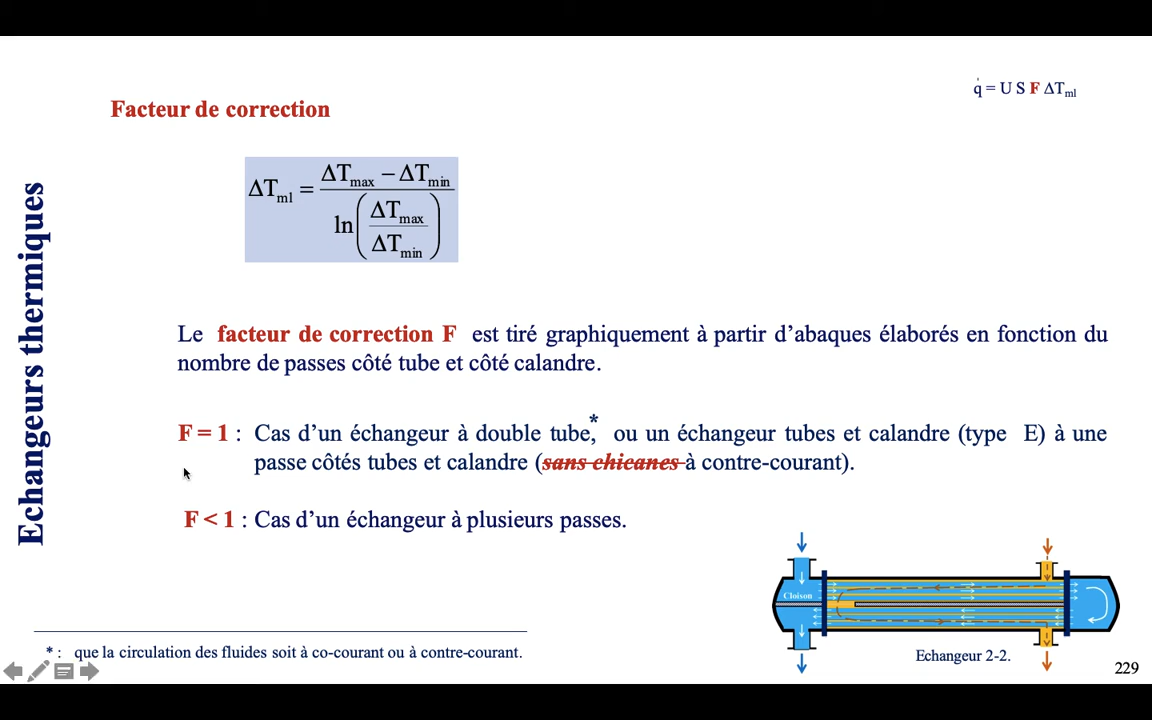 q̇ = U S F ΔTml
Facteur de correction
ΔTml = (ΔTmax − ΔTmin) / ln(ΔTmax / ΔTmin)
Echangeurs thermiques
Le facteur de correction F est tiré graphiquement à partir d’abaques élaborés en fonction du
nombre de passes côté tube et côté calandre.
F = 1 : Cas d’un échangeur à double tube,* ou un échangeur tubes et calandre (type E) à une
passe côtés tubes et calandre (sans chicanes à contre-courant).
F < 1 : Cas d’un échangeur à plusieurs passes.
Cloison
Echangeur 2-2.
* : que la circulation des fluides soit à co-courant ou à contre-courant.
229